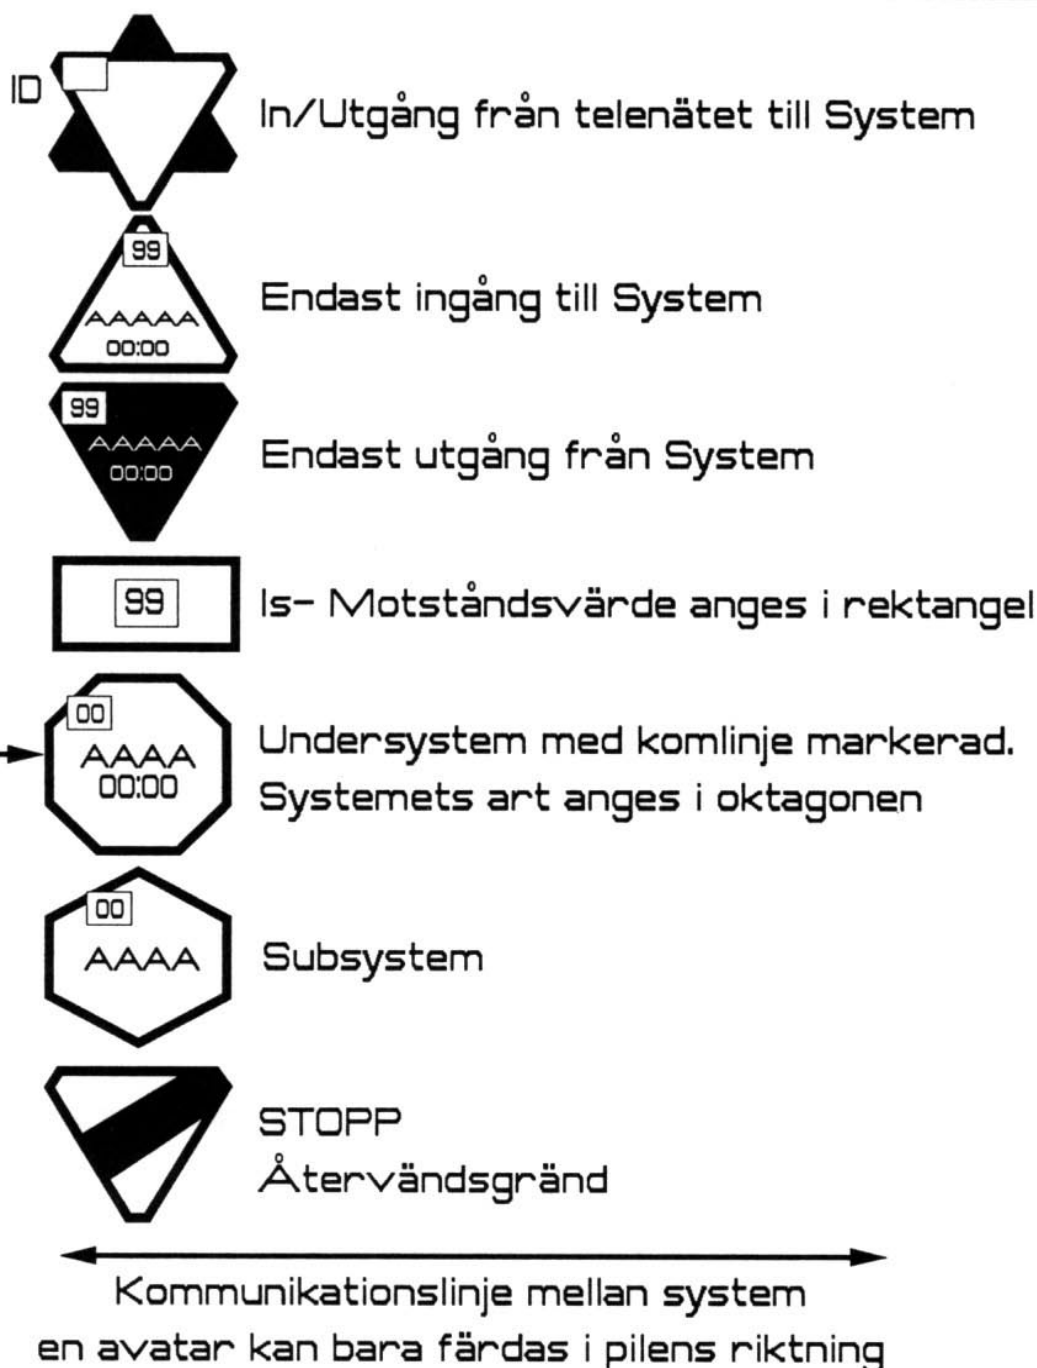 ID
In/Utgång från telenätet till System
99
AAAAA
00:00
Endast ingång till System
99
AAAAA
00:00
Endast utgång från System
99
Is- Motståndsvärde anges i rektangel
00
AAAA
00:00
Undersystem med komlinje markerad.
Systemets art anges i oktagonen
00
AAAA
Subsystem
STOPP
Återvändsgränd
Kommunikationslinje mellan system
en avatar kan bara färdas i pilens riktning